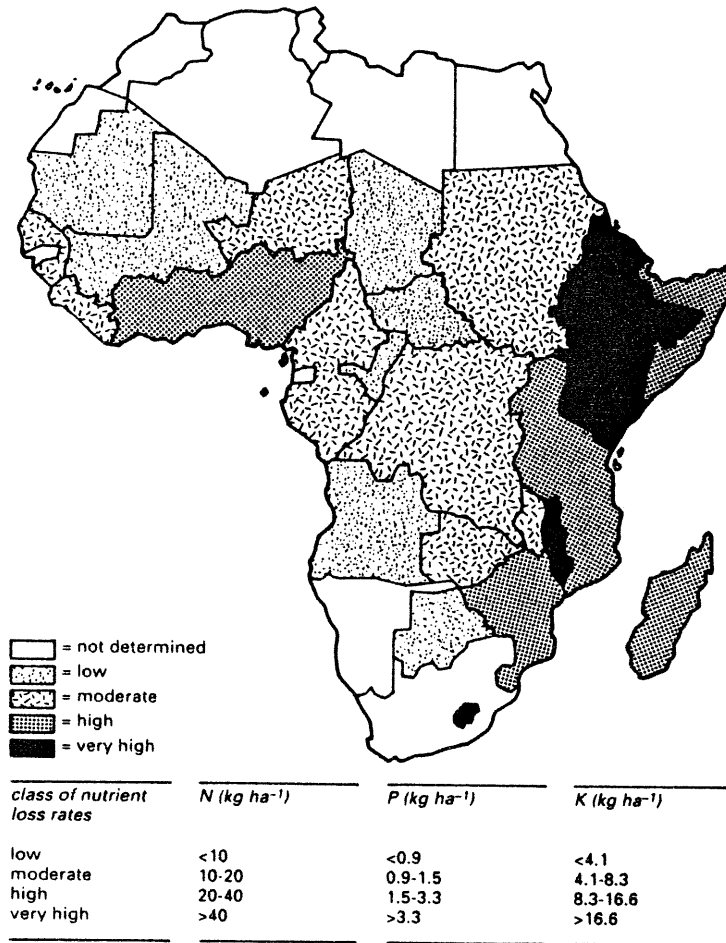 = not determined
= low
= moderate
= high
= very high
class of nutrient loss rates N (kg ha⁻¹) P (kg ha⁻¹) K (kg ha⁻¹)
low <10 <0.9 <4.1
moderate 10-20 0.9-1.5 4.1-8.3
high 20-40 1.5-3.3 8.3-16.6
very high >40 >3.3 >16.6